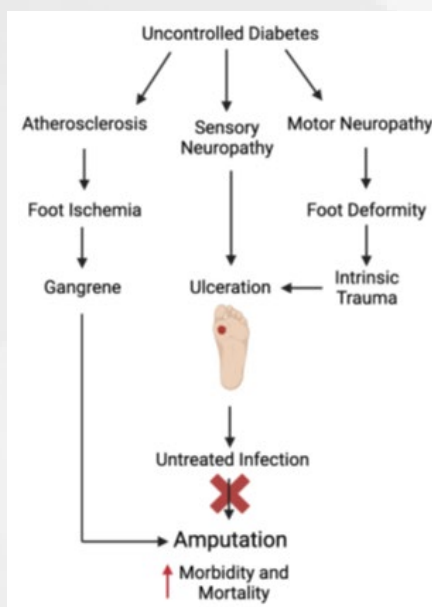 Uncontrolled Diabetes
Atherosclerosis
Sensory
Neuropathy
Motor Neuropathy
Foot Ischemia
Foot Deformity
Gangrene
Ulceration
Intrinsic
Trauma
Untreated Infection
Amputation
Morbidity and
Mortality